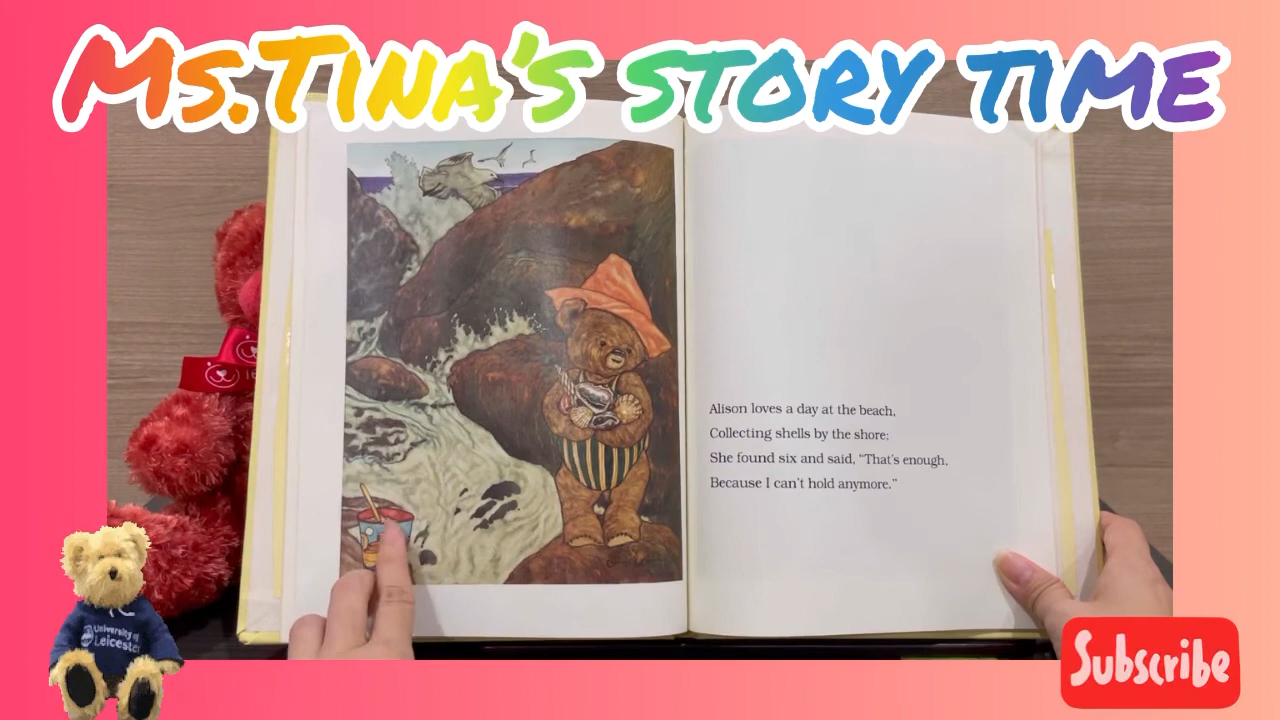 Ms.Tina's story time
Alison loves a day at the beach,
Collecting shells by the shore;
She found six and said, “That's enough,
Because I can't hold anymore.”
University of
Leicester
Subscribe